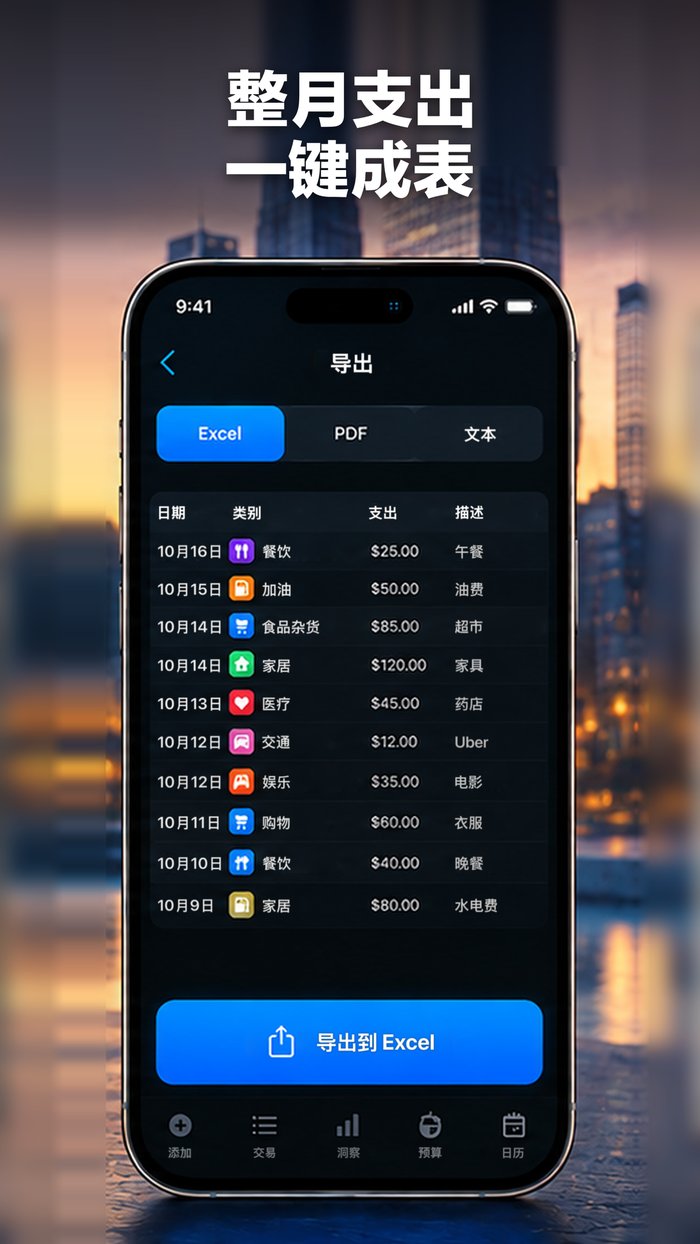 整月支出
一键成表
9:41
导出
Excel PDF 文本
日期 类别 支出 描述
10月16日 餐饮 $25.00 午餐
10月15日 加油 $50.00 油费
10月14日 食品杂货 $85.00 超市
10月14日 家居 $120.00 家具
10月13日 医疗 $45.00 药店
10月12日 交通 $12.00 Uber
10月12日 娱乐 $35.00 电影
10月11日 购物 $60.00 衣服
10月10日 餐饮 $40.00 晚餐
10月9日 家居 $80.00 水电费
导出到 Excel
添加 交易 洞察 预算 日历